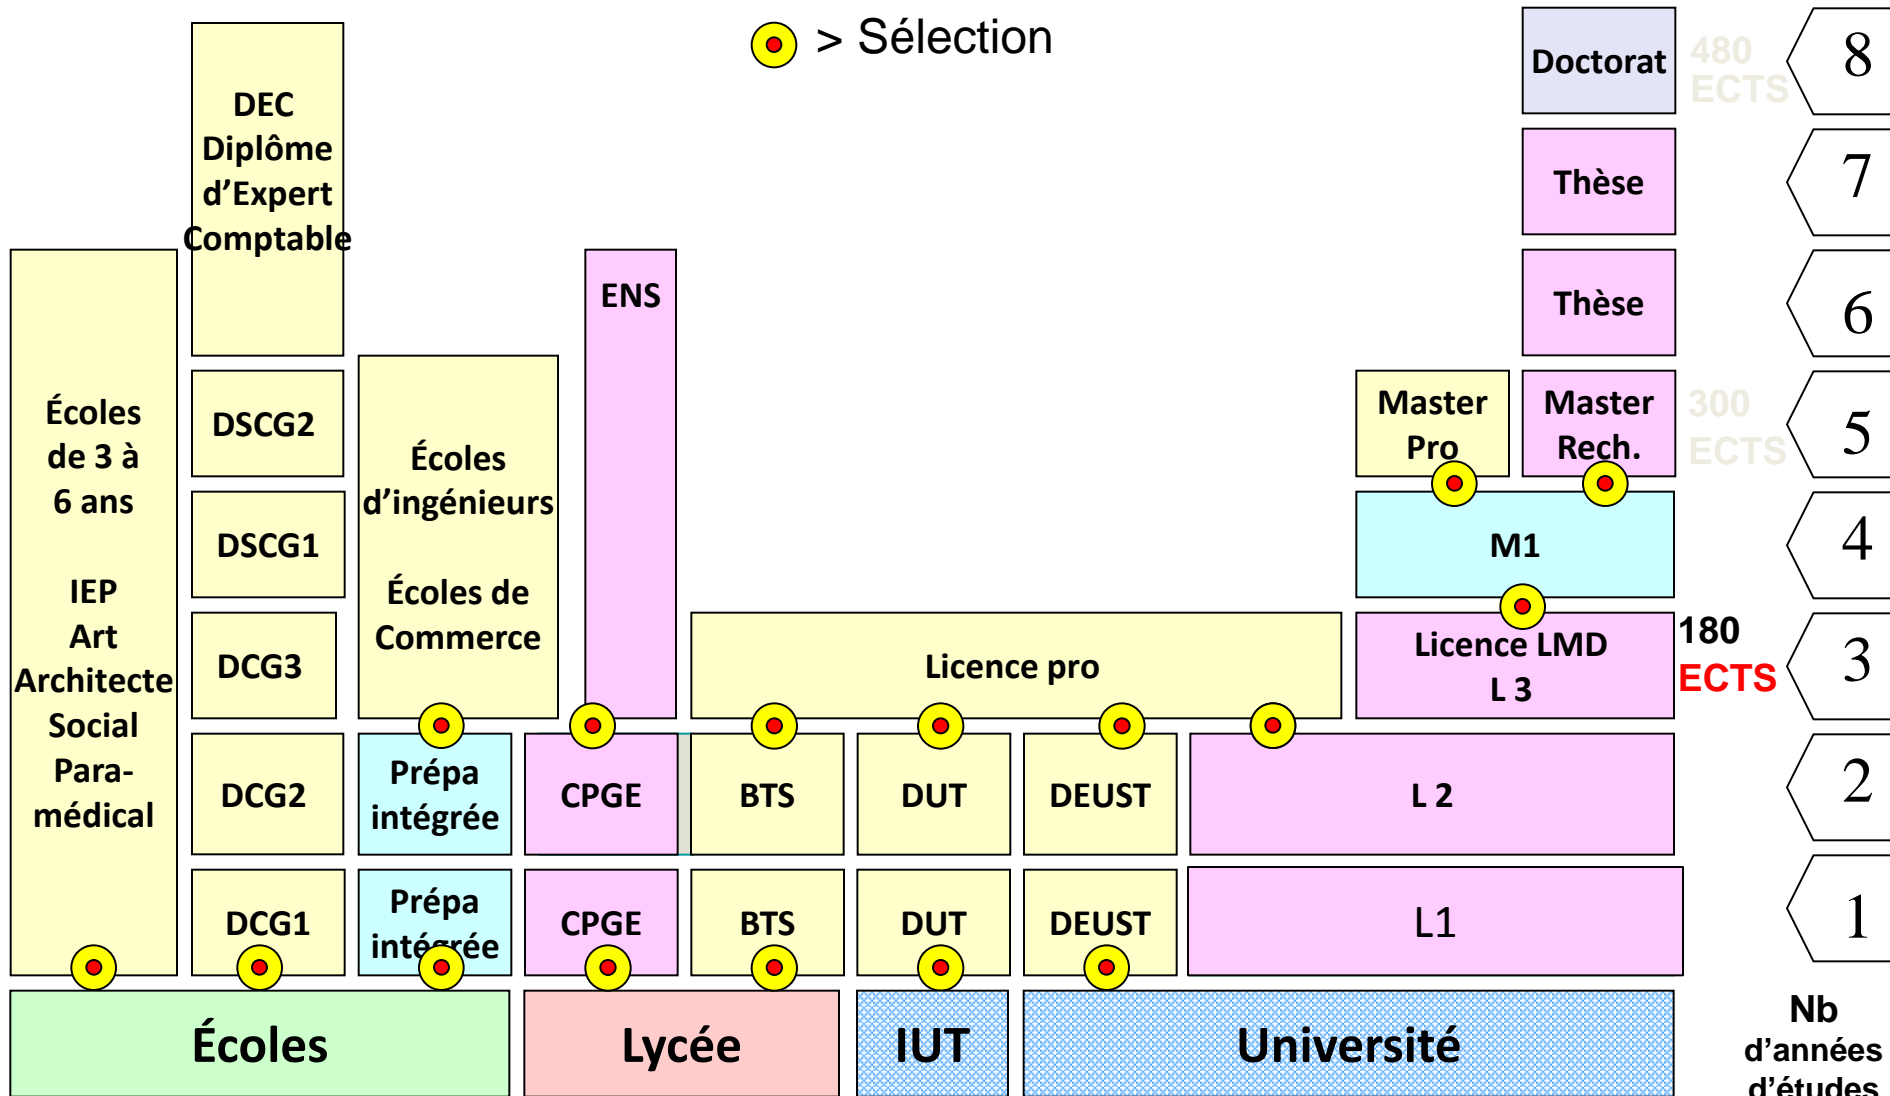 > Sélection
Doctorat
480
ECTS
8
DEC
Diplôme
d’Expert
Comptable
Thèse
7
ENS
Thèse
6
Écoles
de 3 à
6 ans
IEP
Art
Architecte
Social
Para-
médical
DSCG2
Écoles
d’ingénieurs
Écoles de
Commerce
Master
Pro
Master
Rech.
300
ECTS
5
DSCG1
M1
4
DCG3
Licence pro
Licence LMD
L 3
180
ECTS
3
DCG2
Prépa
intégrée
CPGE
BTS
DUT
DEUST
L 2
2
DCG1
Prépa
intégrée
CPGE
BTS
DUT
DEUST
L1
1
Écoles
Lycée
IUT
Université
Nb
d’années
d’études